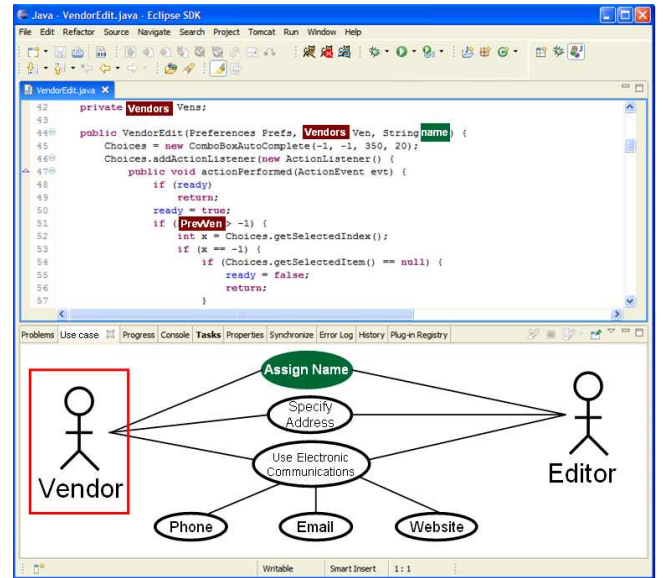 Java - VendorEdit.java - Eclipse SDK
File Edit Refactor Source Navigate Search Project Tomcat Run Window Help
VendorEdit.java
42 private Vendors Vens;
43
44 public VendorEdit(Preferences Prefs, Vendors Ven, String name) {
45 Choices = new ComboBoxAutoComplete(-1, -1, 350, 20);
46 Choices.addActionListener(new ActionListener() {
47 public void actionPerformed(ActionEvent evt) {
48 if (ready)
49 return;
50 ready = true;
51 if (PrevVen > -1) {
52 int x = Choices.getSelectedIndex();
53 if (x == -1) {
54 if (Choices.getSelectedItem() == null) {
55 ready = false;
56 return;
57 }
Problems Use case Progress Console Tasks Properties Synchronize Error Log History Plug-in Registry
Assign Name
Specify
Address
Use Electronic
Communications
Vendor
Editor
Phone
Email
Website
Writable Smart Insert 1 : 1